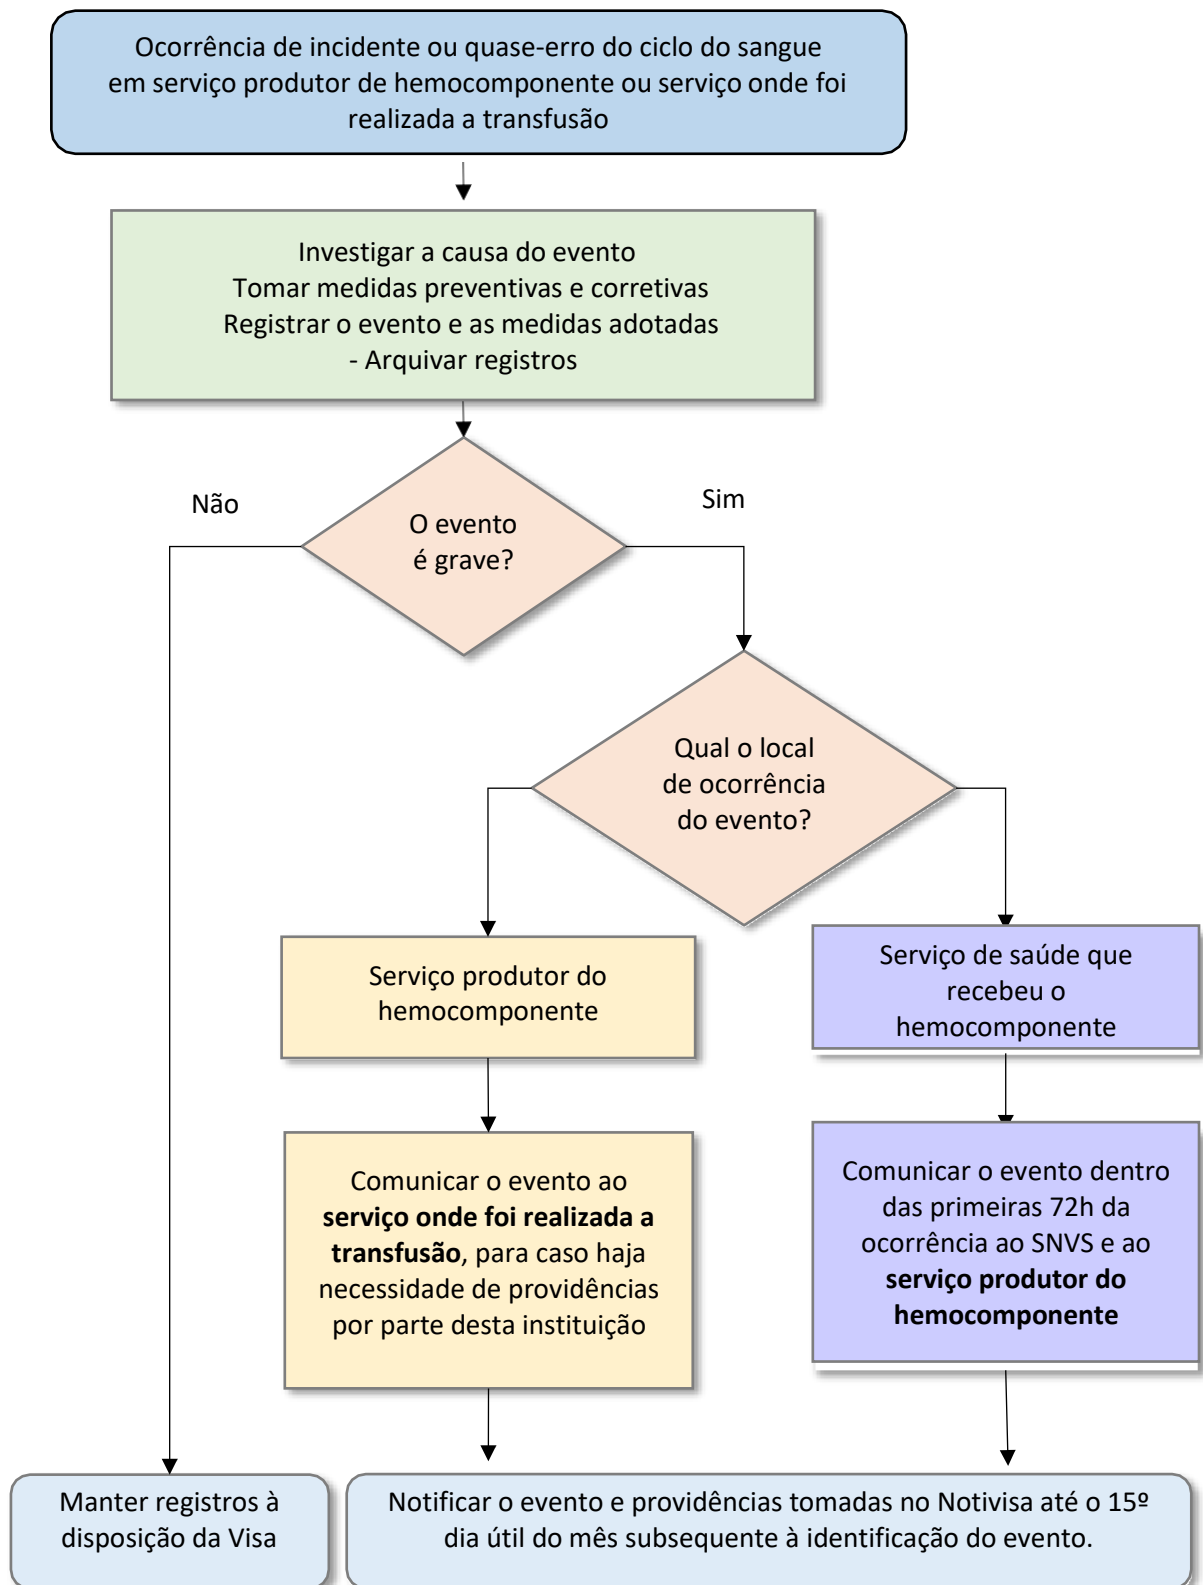 Ocorrência de incidente ou quase-erro do ciclo do sangue
em serviço produtor de hemocomponente ou serviço onde foi
realizada a transfusão
Investigar a causa do evento
Tomar medidas preventivas e corretivas
Registrar o evento e as medidas adotadas
- Arquivar registros
Não
Sim
O evento
é grave?
Qual o local
de ocorrência
do evento?
Serviço produtor do
hemocomponente
Serviço de saúde que
recebeu o
hemocomponente
Comunicar o evento ao
serviço onde foi realizada a
transfusão, para caso haja
necessidade de providências
por parte desta instituição
Comunicar o evento dentro
das primeiras 72h da
ocorrência ao SNVS e ao
serviço produtor do
hemocomponente
Manter registros à
disposição da Visa
Notificar o evento e providências tomadas no Notivisa até o 15º
dia útil do mês subsequente à identificação do evento.